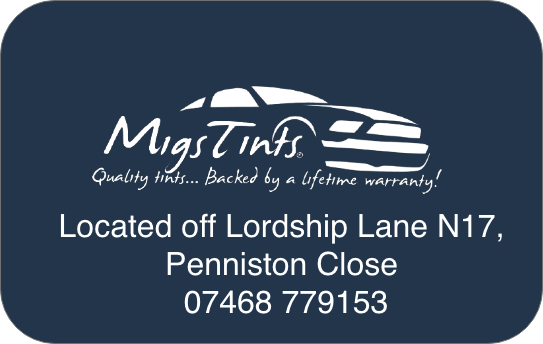 MigsTints®
Quality tints... Backed by a lifetime warranty!
Located off Lordship Lane N17,
Penniston Close
07468 779153